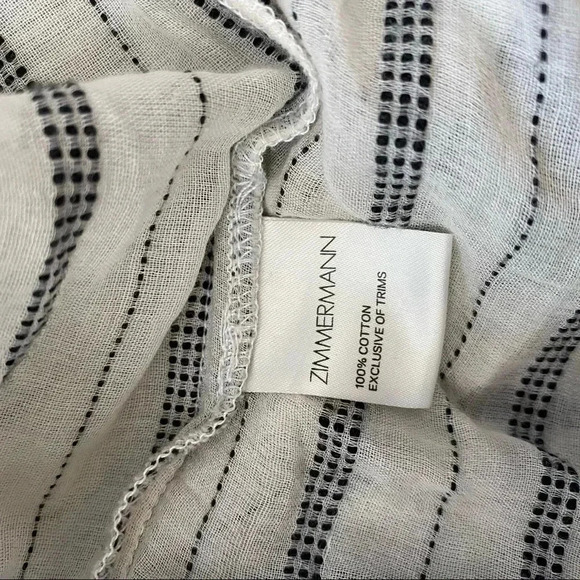 ZIMMERMANN
100% COTTON
EXCLUSIVE OF TRIMS